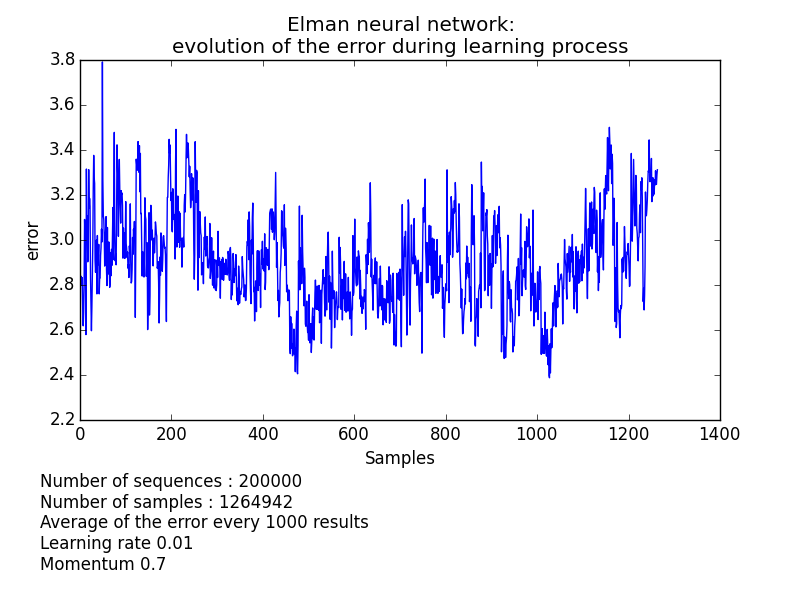 Elman neural network:
evolution of the error during learning process
3.8
3.6
3.4
3.2
3.0
2.8
2.6
2.4
2.2
error
0 200 400 600 800 1000 1200 1400
Samples
Number of sequences : 200000
Number of samples : 1264942
Average of the error every 1000 results
Learning rate 0.01
Momentum 0.7